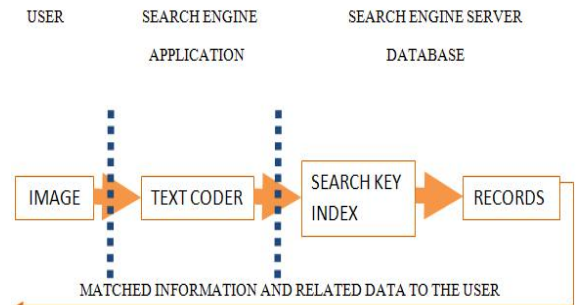 USER
SEARCH ENGINE
APPLICATION
SEARCH ENGINE SERVER
DATABASE
IMAGE
TEXT CODER
SEARCH KEY
INDEX
RECORDS
MATCHED INFORMATION AND RELATED DATA TO THE USER